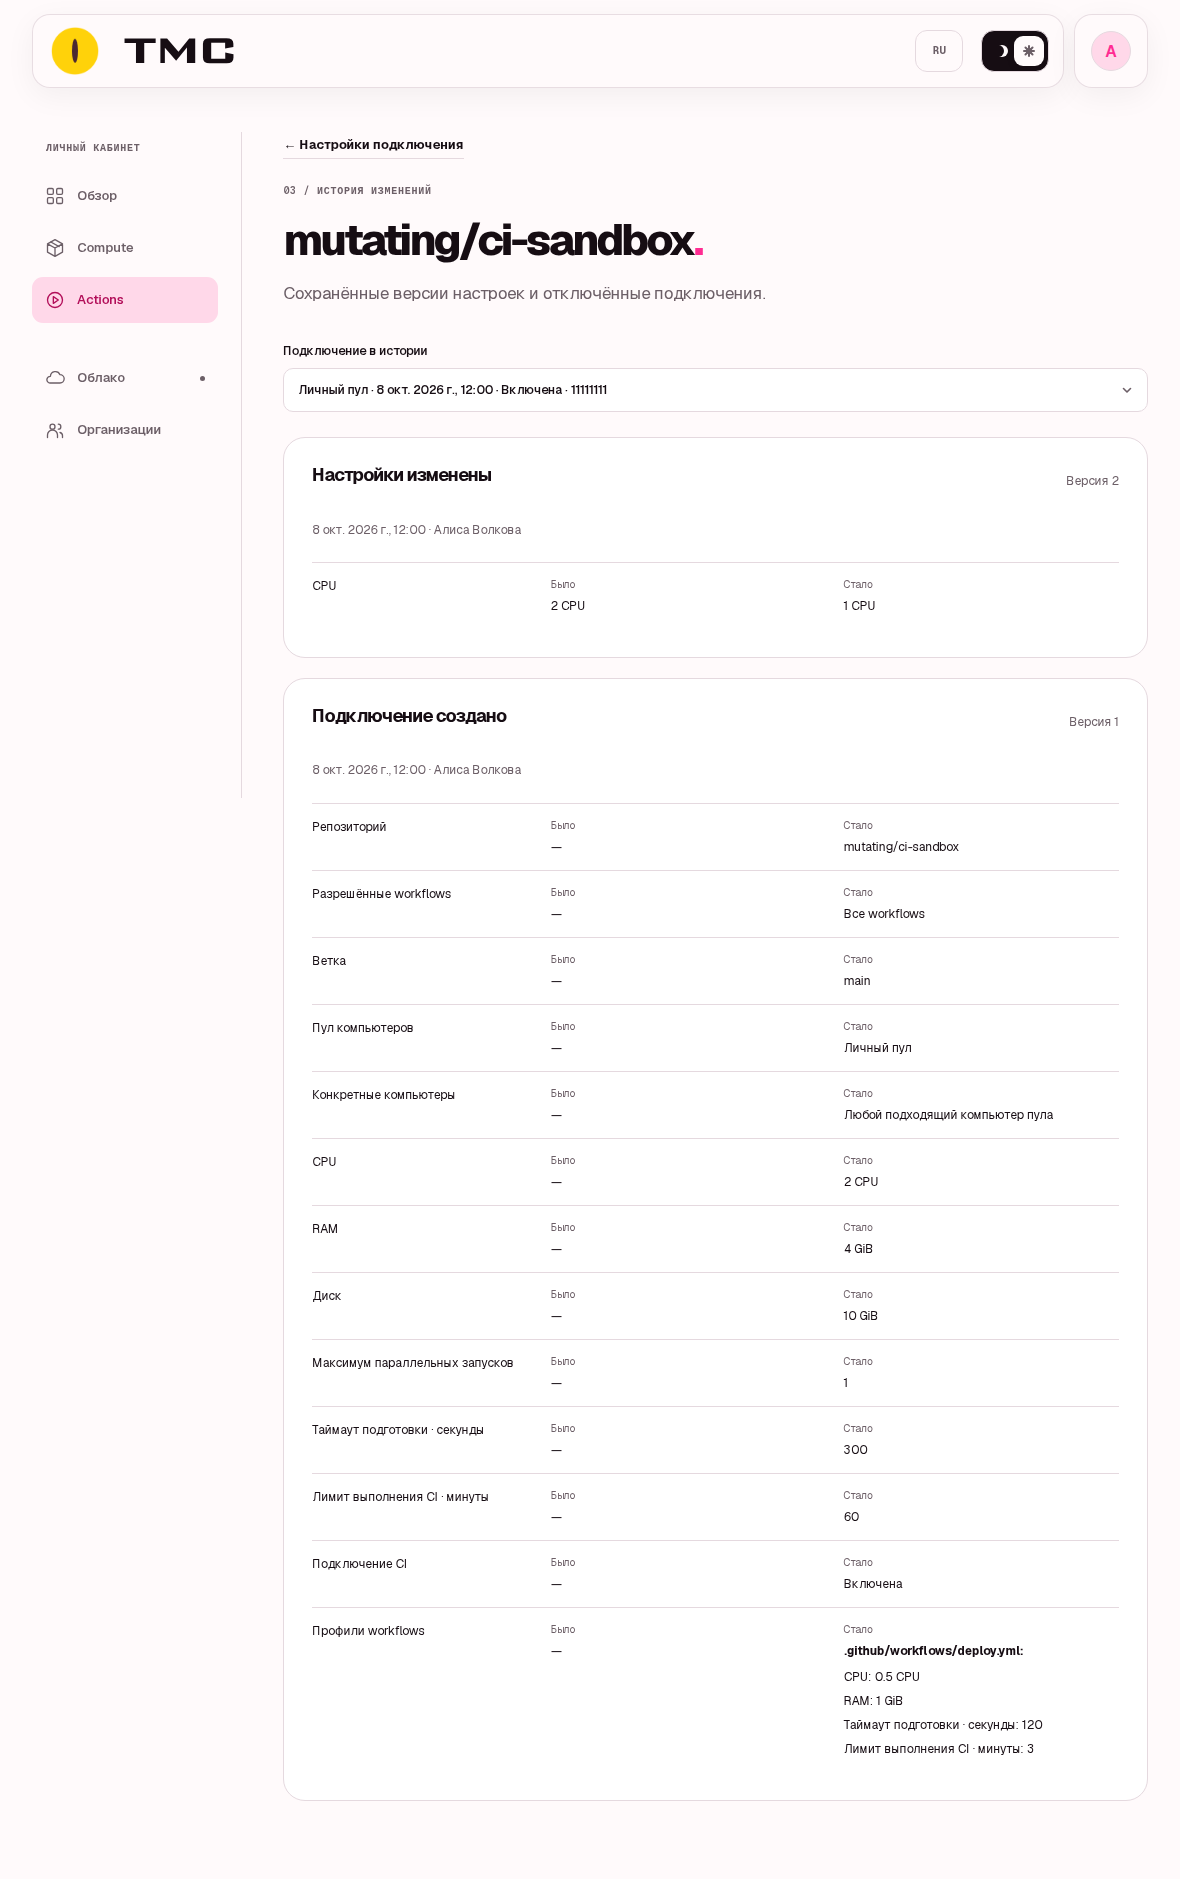 TMC
RU
A
ЛИЧНЫЙ КАБИНЕТ
Обзор
Compute
Actions
Облако
Организации
← Настройки подключения
03 / ИСТОРИЯ ИЗМЕНЕНИЙ
mutating/ci-sandbox.
Сохранённые версии настроек и отключённые подключения.
Подключение в истории
Личный пул · 8 окт. 2026 г., 12:00 · Включена · 11111111
Настройки изменены
Версия 2
8 окт. 2026 г., 12:00 · Алиса Волкова
CPU
Было
2 CPU
Стало
1 CPU
Подключение создано
Версия 1
8 окт. 2026 г., 12:00 · Алиса Волкова
Репозиторий
Было
—
Стало
mutating/ci-sandbox
Разрешённые workflows
Было
—
Стало
Все workflows
Ветка
Было
—
Стало
main
Пул компьютеров
Было
—
Стало
Личный пул
Конкретные компьютеры
Было
—
Стало
Любой подходящий компьютер пула
CPU
Было
—
Стало
2 CPU
RAM
Было
—
Стало
4 GiB
Диск
Было
—
Стало
10 GiB
Максимум параллельных запусков
Было
—
Стало
1
Таймаут подготовки · секунды
Было
—
Стало
300
Лимит выполнения CI · минуты
Было
—
Стало
60
Подключение CI
Было
—
Стало
Включена
Профили workflows
Было
—
Стало
.github/workflows/deploy.yml:
CPU: 0.5 CPU
RAM: 1 GiB
Таймаут подготовки · секунды: 120
Лимит выполнения CI · минуты: 3